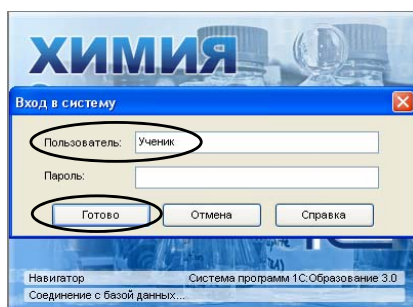 ХИМИЯ
Вход в систему
Пользователь: Ученик
Пароль:
Готово Отмена Справка
Навигатор Система программ 1С:Образование 3.0
Соединение с базой данных...